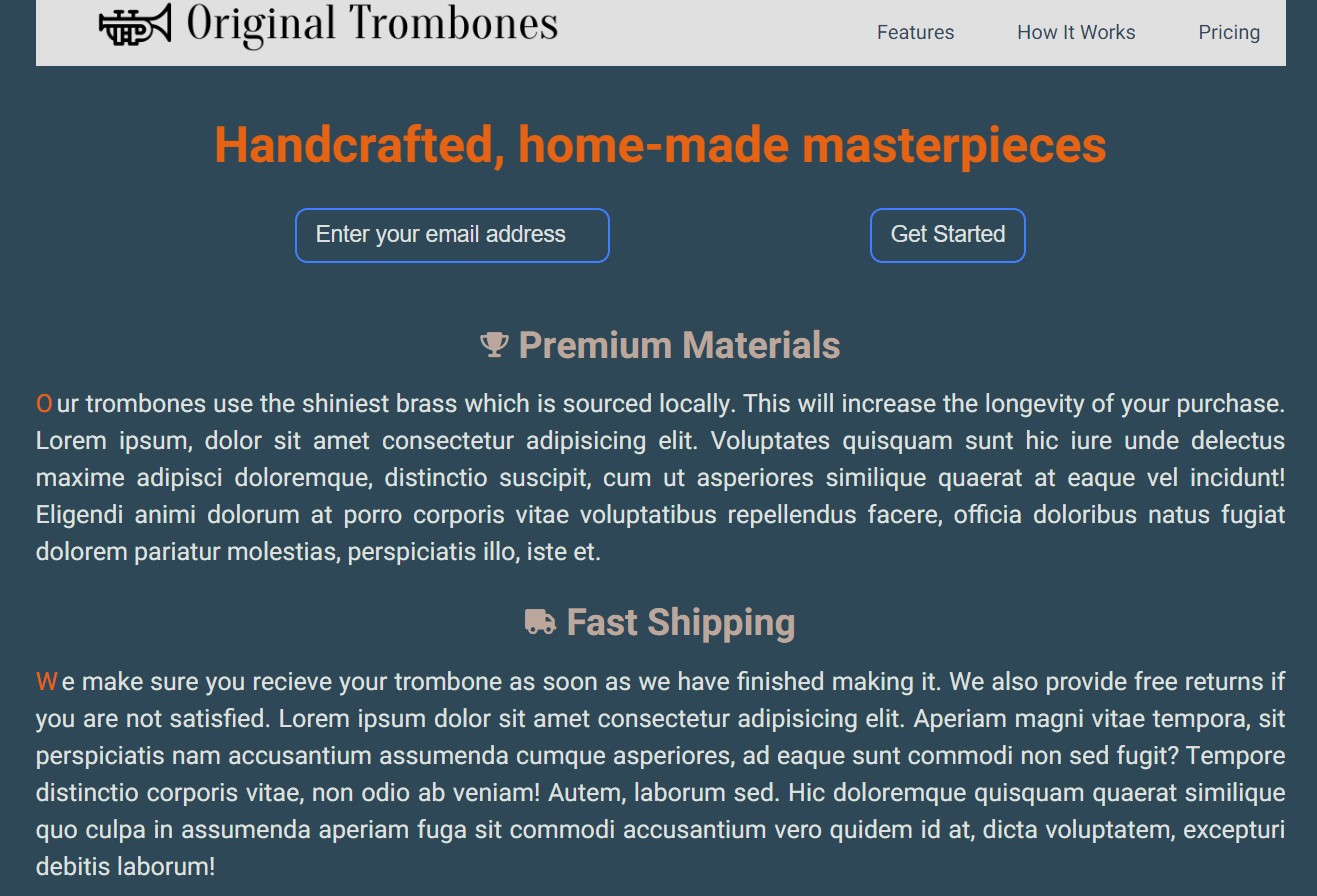 Original Trombones
Features
How It Works
Pricing
Handcrafted, home-made masterpieces
Enter your email address
Get Started
Premium Materials
Our trombones use the shiniest brass which is sourced locally. This will increase the longevity of your purchase.
Lorem ipsum, dolor sit amet consectetur adipisicing elit. Voluptates quisquam sunt hic iure unde delectus
maxime adipisci doloremque, distinctio suscipit, cum ut asperiores similique quaerat at eaque vel incidunt!
Eligendi animi dolorum at porro corporis vitae voluptatibus repellendus facere, officia doloribus natus fugiat
dolorem pariatur molestias, perspiciatis illo, iste et.
Fast Shipping
We make sure you recieve your trombone as soon as we have finished making it. We also provide free returns if
you are not satisfied. Lorem ipsum dolor sit amet consectetur adipisicing elit. Aperiam magni vitae tempora, sit
perspiciatis nam accusantium assumenda cumque asperiores, ad eaque sunt commodi non sed fugit? Tempore
distinctio corporis vitae, non odio ab veniam! Autem, laborum sed. Hic doloremque quisquam quaerat similique
quo culpa in assumenda aperiam fuga sit commodi accusantium vero quidem id at, dicta voluptatem, excepturi
debitis laborum!